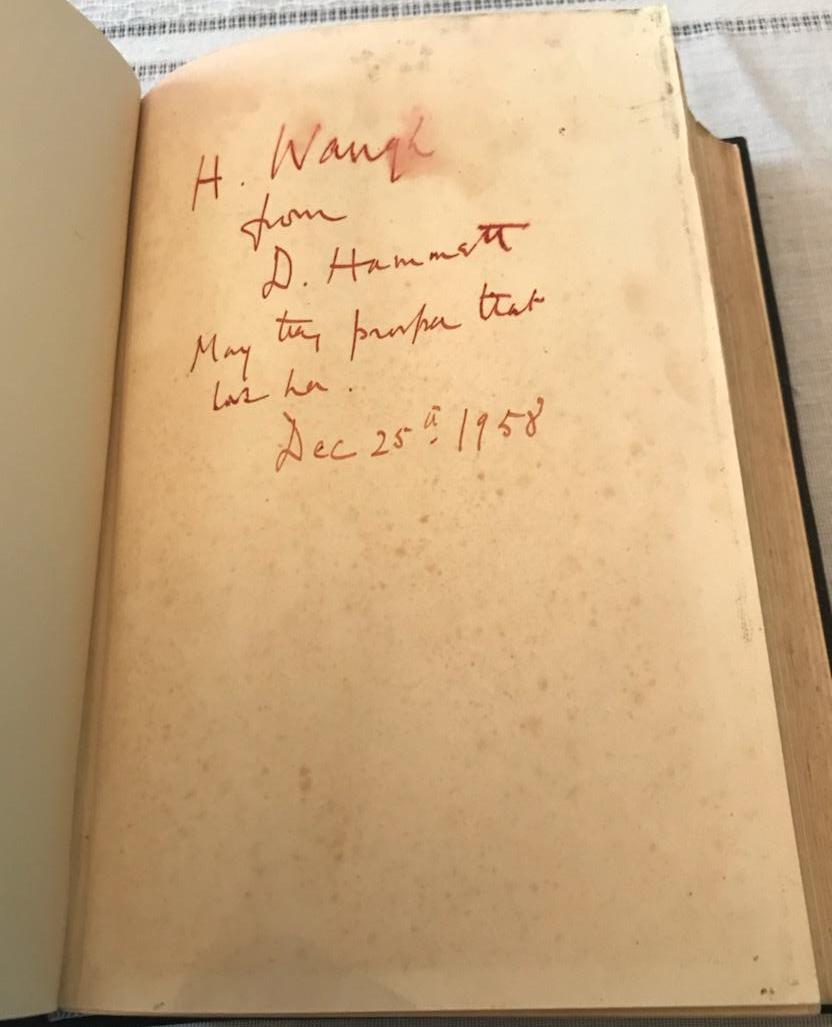 H. Waugh
from
D. Hammett
May they prosper that
love her.
Dec 25th 1958